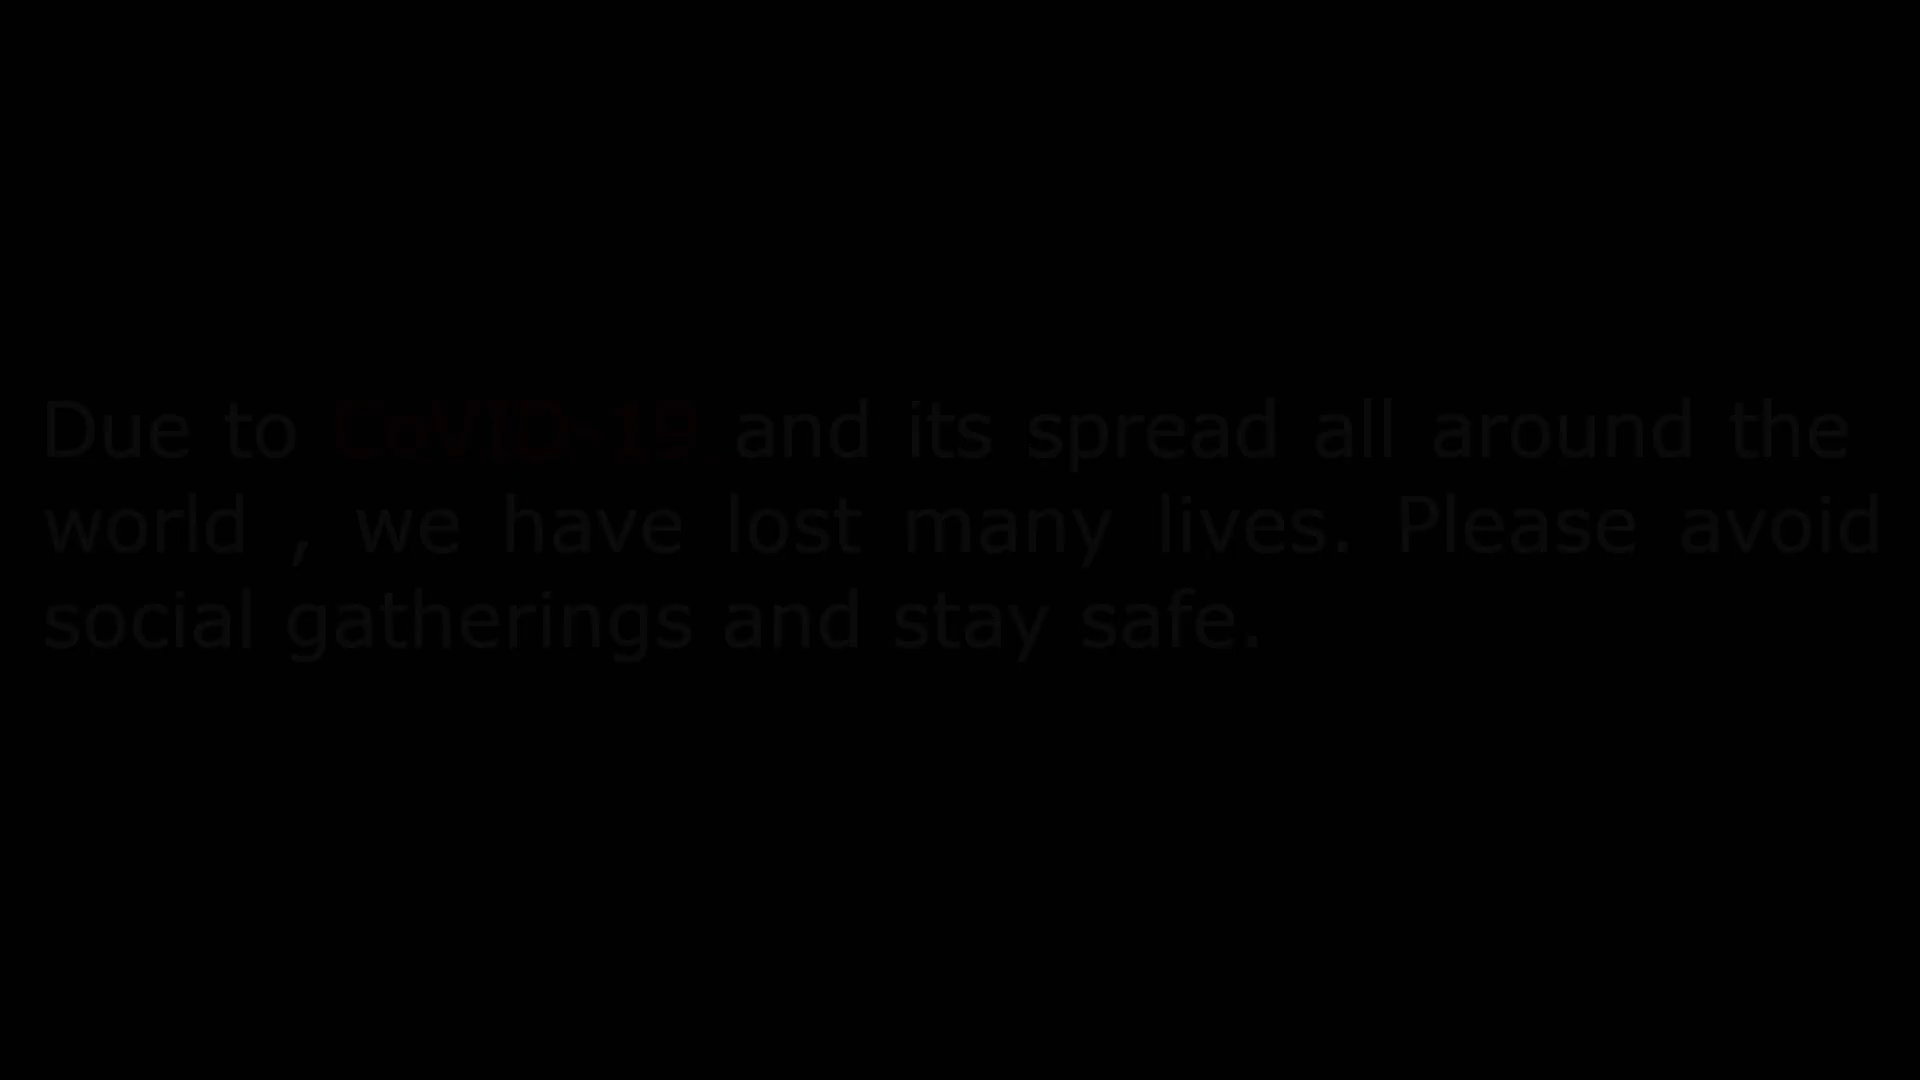 Due to CoVID-19 and its spread all around the
world , we have lost many lives. Please avoid
social gatherings and stay safe.